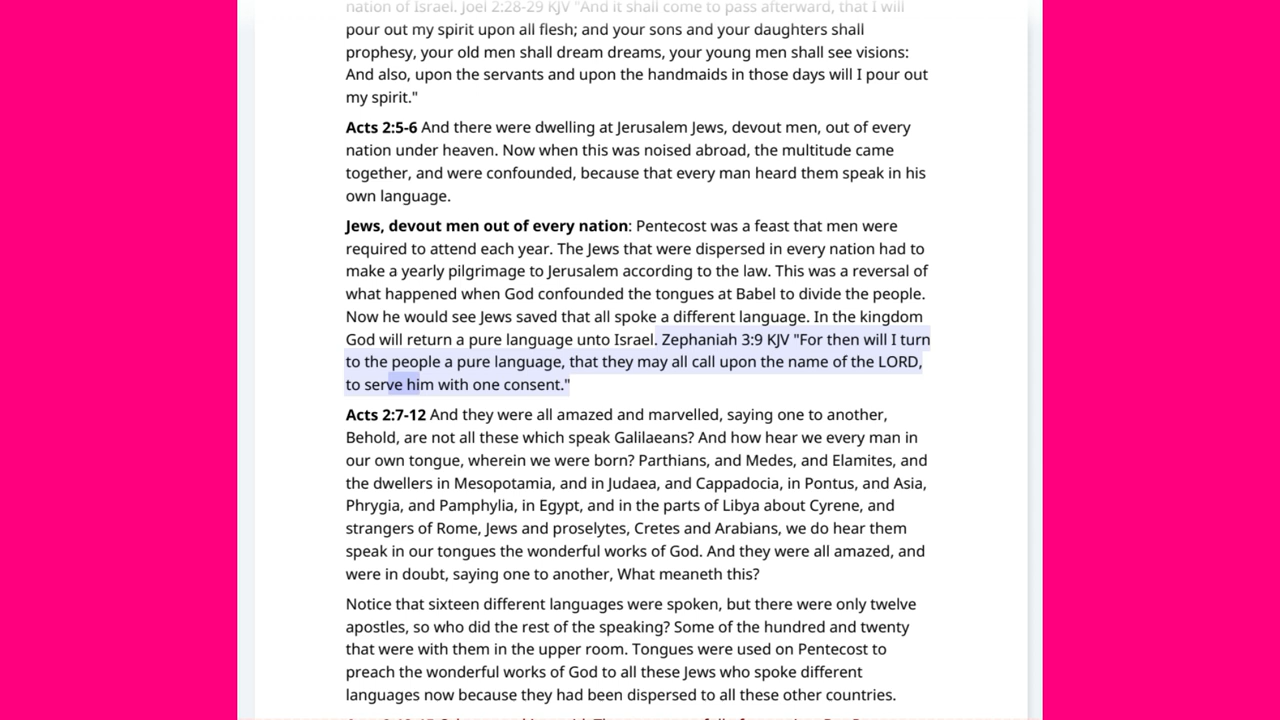 nation of Israel. Joel 2:28-29 KJV "And it shall come to pass afterward, that I will
pour out my spirit upon all flesh; and your sons and your daughters shall
prophesy, your old men shall dream dreams, your young men shall see visions:
And also, upon the servants and upon the handmaids in those days will I pour out
my spirit."
Acts 2:5-6 And there were dwelling at Jerusalem Jews, devout men, out of every
nation under heaven. Now when this was noised abroad, the multitude came
together, and were confounded, because that every man heard them speak in his
own language.
Jews, devout men out of every nation: Pentecost was a feast that men were
required to attend each year. The Jews that were dispersed in every nation had to
make a yearly pilgrimage to Jerusalem according to the law. This was a reversal of
what happened when God confounded the tongues at Babel to divide the people.
Now he would see Jews saved that all spoke a different language. In the kingdom
God will return a pure language unto Israel. Zephaniah 3:9 KJV "For then will I turn
to the people a pure language, that they may all call upon the name of the LORD,
to serve him with one consent."
Acts 2:7-12 And they were all amazed and marvelled, saying one to another,
Behold, are not all these which speak Galilaeans? And how hear we every man in
our own tongue, wherein we were born? Parthians, and Medes, and Elamites, and
the dwellers in Mesopotamia, and in Judaea, and Cappadocia, in Pontus, and Asia,
Phrygia, and Pamphylia, in Egypt, and in the parts of Libya about Cyrene, and
strangers of Rome, Jews and proselytes, Cretes and Arabians, we do hear them
speak in our tongues the wonderful works of God. And they were all amazed, and
were in doubt, saying one to another, What meaneth this?
Notice that sixteen different languages were spoken, but there were only twelve
apostles, so who did the rest of the speaking? Some of the hundred and twenty
that were with them in the upper room. Tongues were used on Pentecost to
preach the wonderful works of God to all these Jews who spoke different
languages now because they had been dispersed to all these other countries.